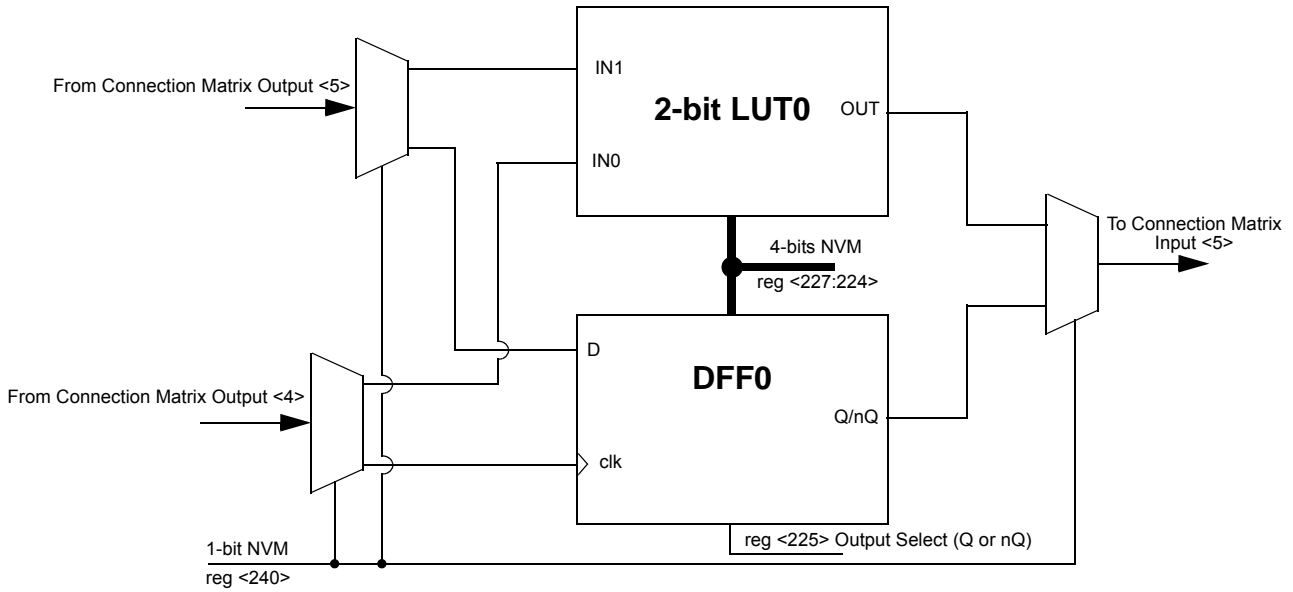 From Connection Matrix Output <5>
IN1
2-bit LUT0
OUT
IN0
To Connection Matrix
Input <5>
4-bits NVM
reg <227:224>
D
DFF0
From Connection Matrix Output <4>
Q/nQ
clk
reg <225> Output Select (Q or nQ)
1-bit NVM
reg <240>